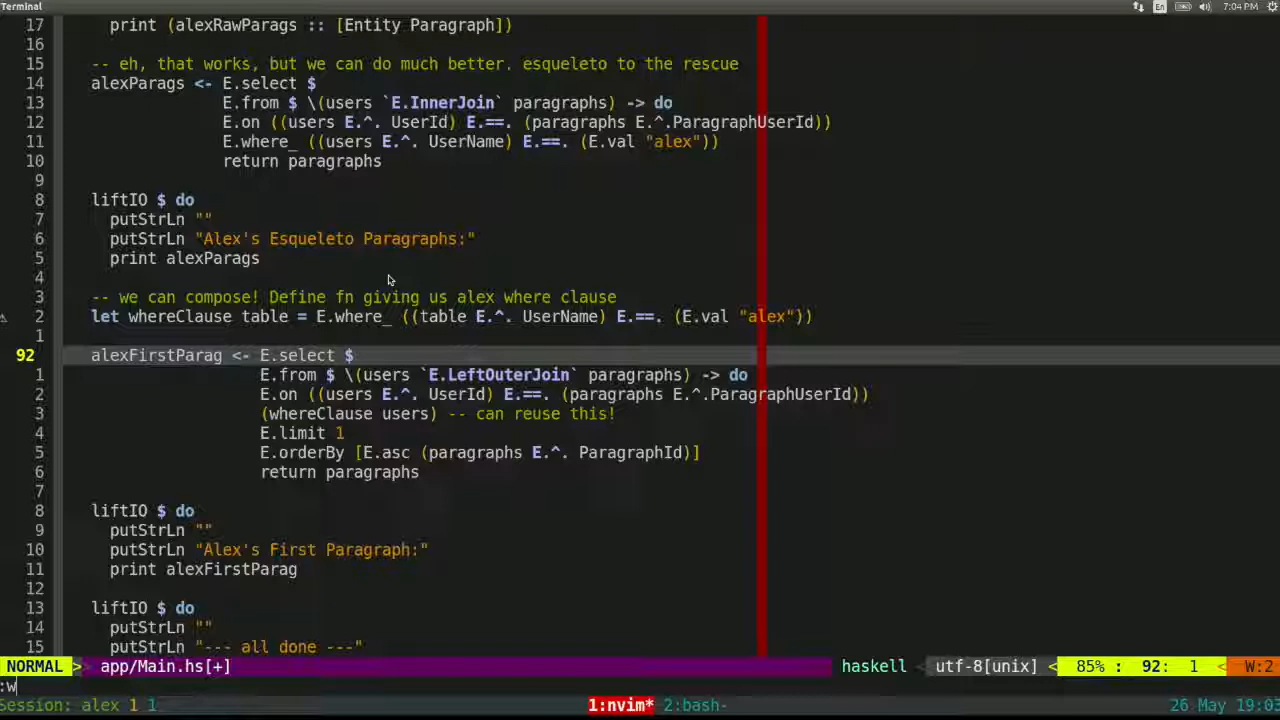 Terminal En 7:04 PM
17 print (alexRawParags :: [Entity Paragraph])
16
15 -- eh, that works, but we can do much better. esqueleto to the rescue
14 alexParags <- E.select $
13 E.from $ \(users `E.InnerJoin` paragraphs) -> do
12 E.on ((users E.^. UserId) E.==. (paragraphs E.^.ParagraphUserId))
11 E.where_ ((users E.^. UserName) E.==. (E.val "alex"))
10 return paragraphs
9
8 liftIO $ do
7 putStrLn ""
6 putStrLn "Alex's Esqueleto Paragraphs:"
5 print alexParags
4
3 -- we can compose! Define fn giving us alex where clause
⚠ 2 let whereClause table = E.where_ ((table E.^. UserName) E.==. (E.val "alex"))
1
92 alexFirstParag <- E.select $
1 E.from $ \(users `E.LeftOuterJoin` paragraphs) -> do
2 E.on ((users E.^. UserId) E.==. (paragraphs E.^.ParagraphUserId))
3 (whereClause users) -- can reuse this!
4 E.limit 1
5 E.orderBy [E.asc (paragraphs E.^. ParagraphId)]
6 return paragraphs
7
8 liftIO $ do
9 putStrLn ""
10 putStrLn "Alex's First Paragraph:"
11 print alexFirstParag
12
13 liftIO $ do
14 putStrLn ""
15 putStrLn "--- all done ---"
NORMAL >> app/Main.hs[+] haskell < utf-8[unix] < 85% : 92: 1 < W:2
:w
Session: alex 1 1 1:nvim* 2:bash- 26 May 19:03